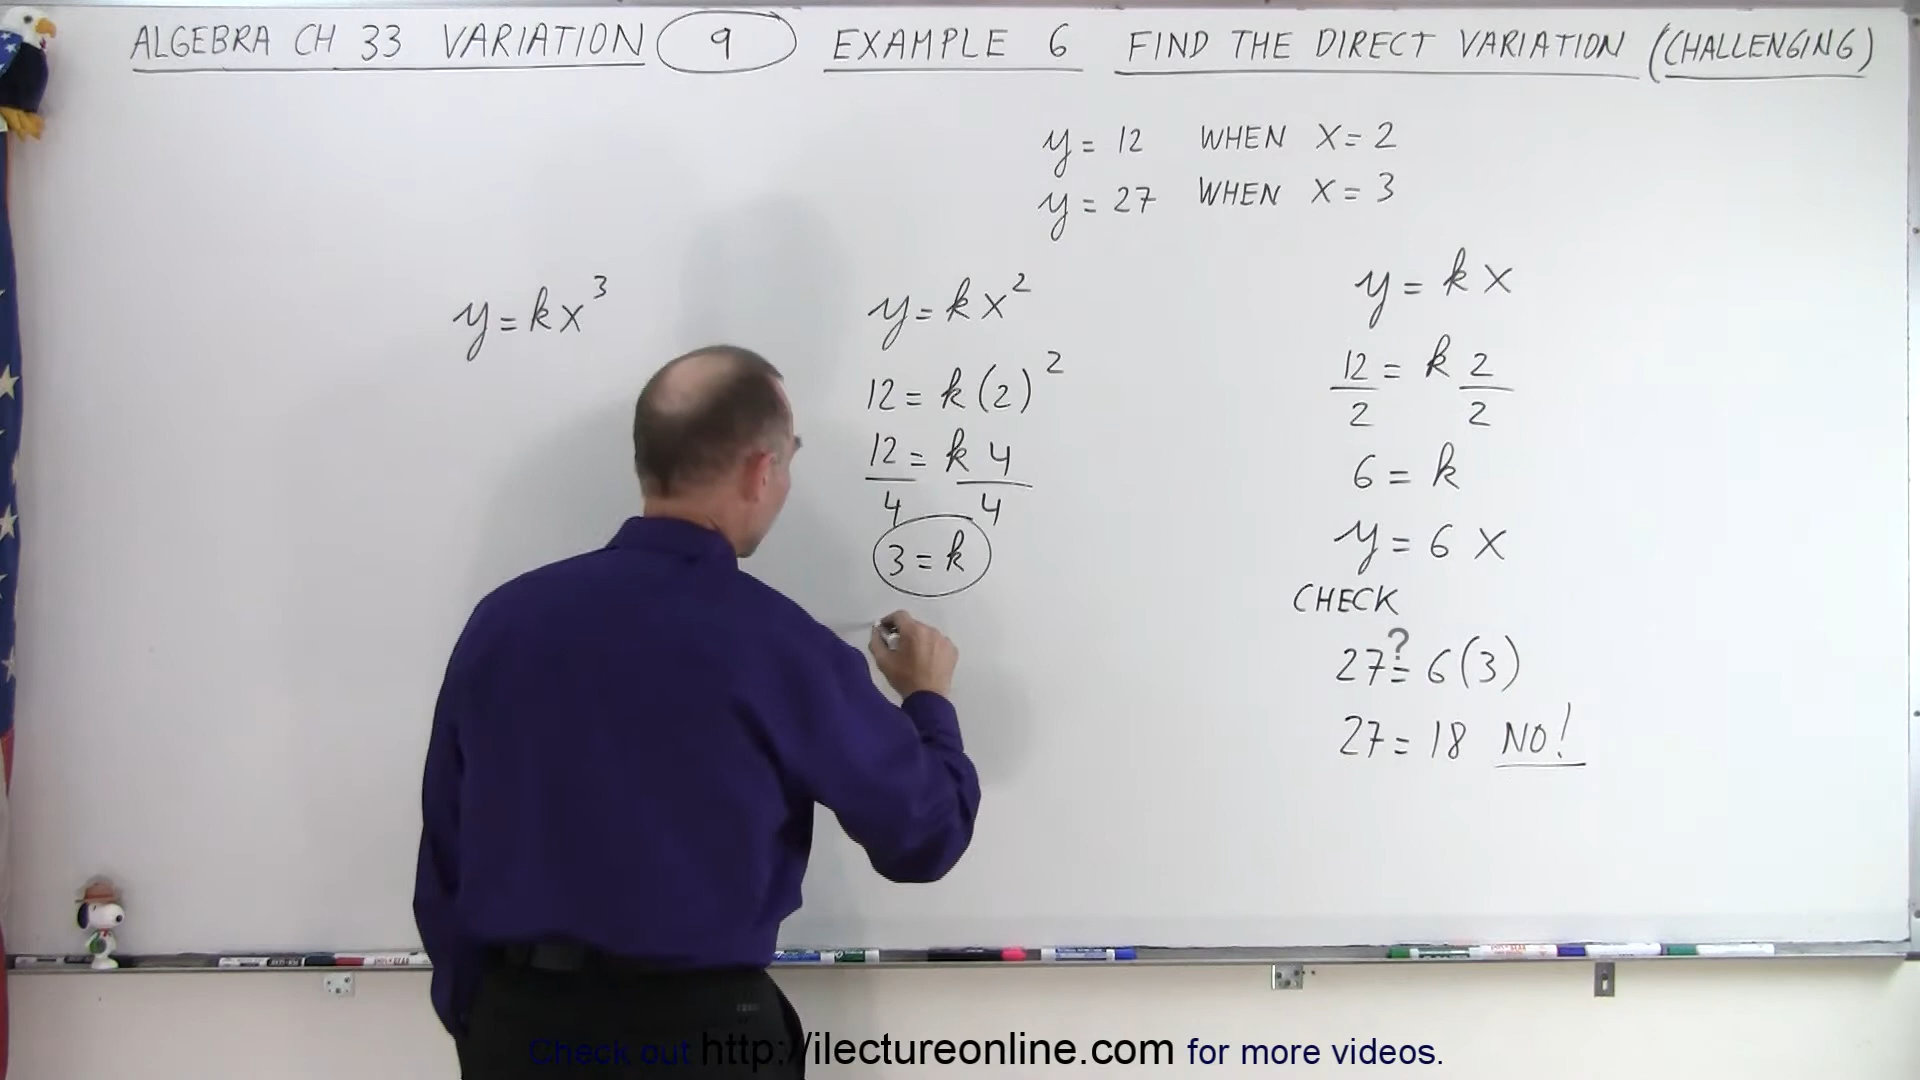 ALGEBRA CH 33 VARIATION 9 EXAMPLE 6 FIND THE DIRECT VARIATION (CHALLENGING)
y = 12 WHEN X = 2
y = 27 WHEN X = 3
y = kx³
y = kx²
12 = k(2)²
12/4 = k 4/4
3 = k
y = k x
12/2 = k 2/2
6 = k
y = 6 x
CHECK
27 ≟ 6(3)
27 = 18 NO!
Check out http://ilectureonline.com for more videos.